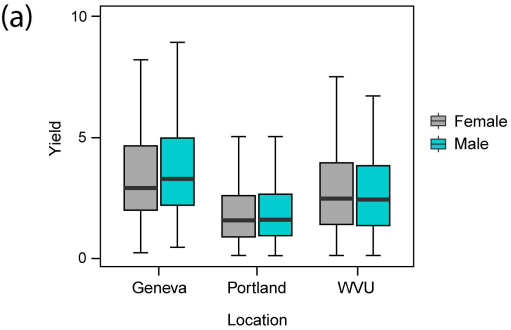 (a)
10
5
0
Yield
Geneva
Portland
WVU
Location
Female
Male